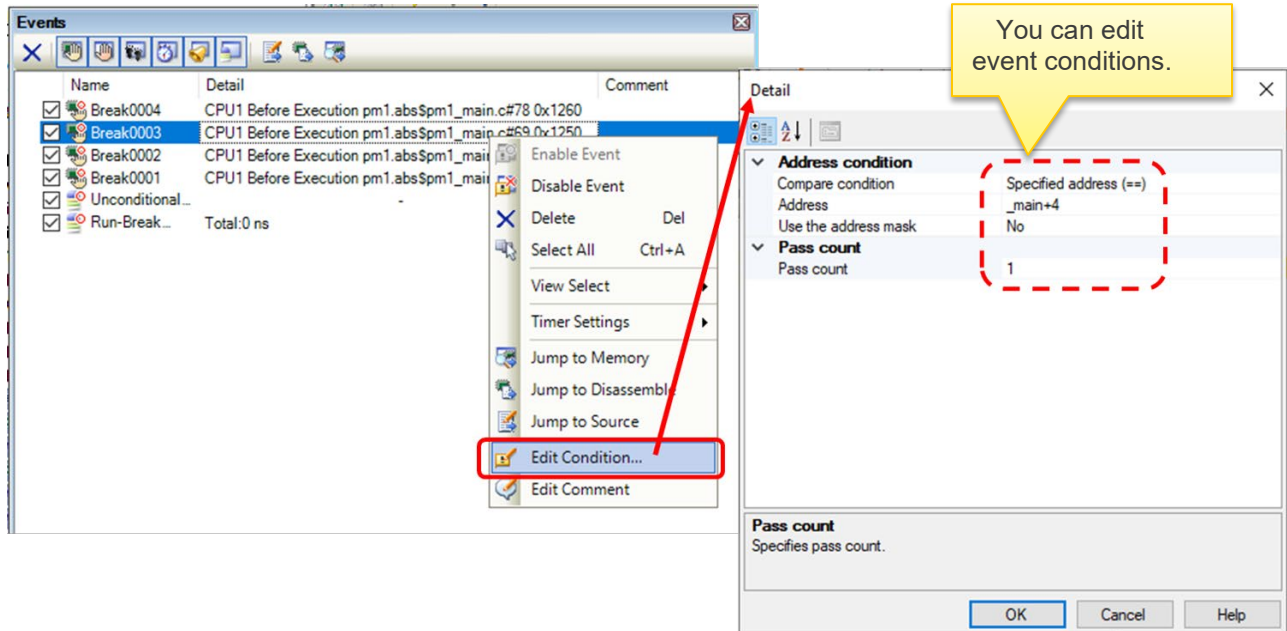 Events
Name Detail Comment
Break0004 CPU1 Before Execution pm1.abs$pm1_main.c#78 0x1260
Break0003 CPU1 Before Execution pm1.abs$pm1_main.c#69 0x1250
Break0002 CPU1 Before Execution pm1.abs$pm1_mai
Break0001 CPU1 Before Execution pm1.abs$pm1_mai
Unconditional... -
Run-Break... Total:0 ns
Enable Event
Disable Event
Delete Del
Select All Ctrl+A
View Select
Timer Settings
Jump to Memory
Jump to Disassemble
Jump to Source
Edit Condition...
Edit Comment
You can edit
event conditions.
Detail
Address condition
Compare condition Specified address (==)
Address _main+4
Use the address mask No
Pass count
Pass count 1
Pass count
Specifies pass count.
OK Cancel Help